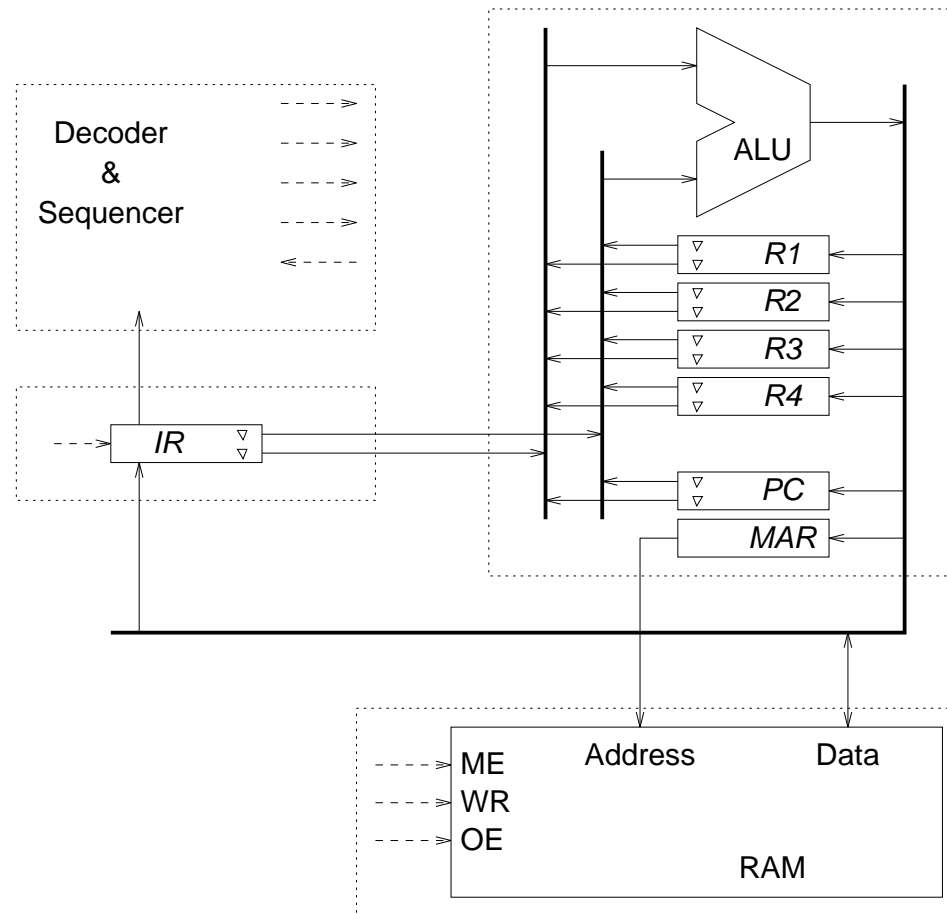 Decoder
&
Sequencer
ALU
R1
R2
R3
R4
IR
PC
MAR
Address
Data
ME
WR
OE
RAM